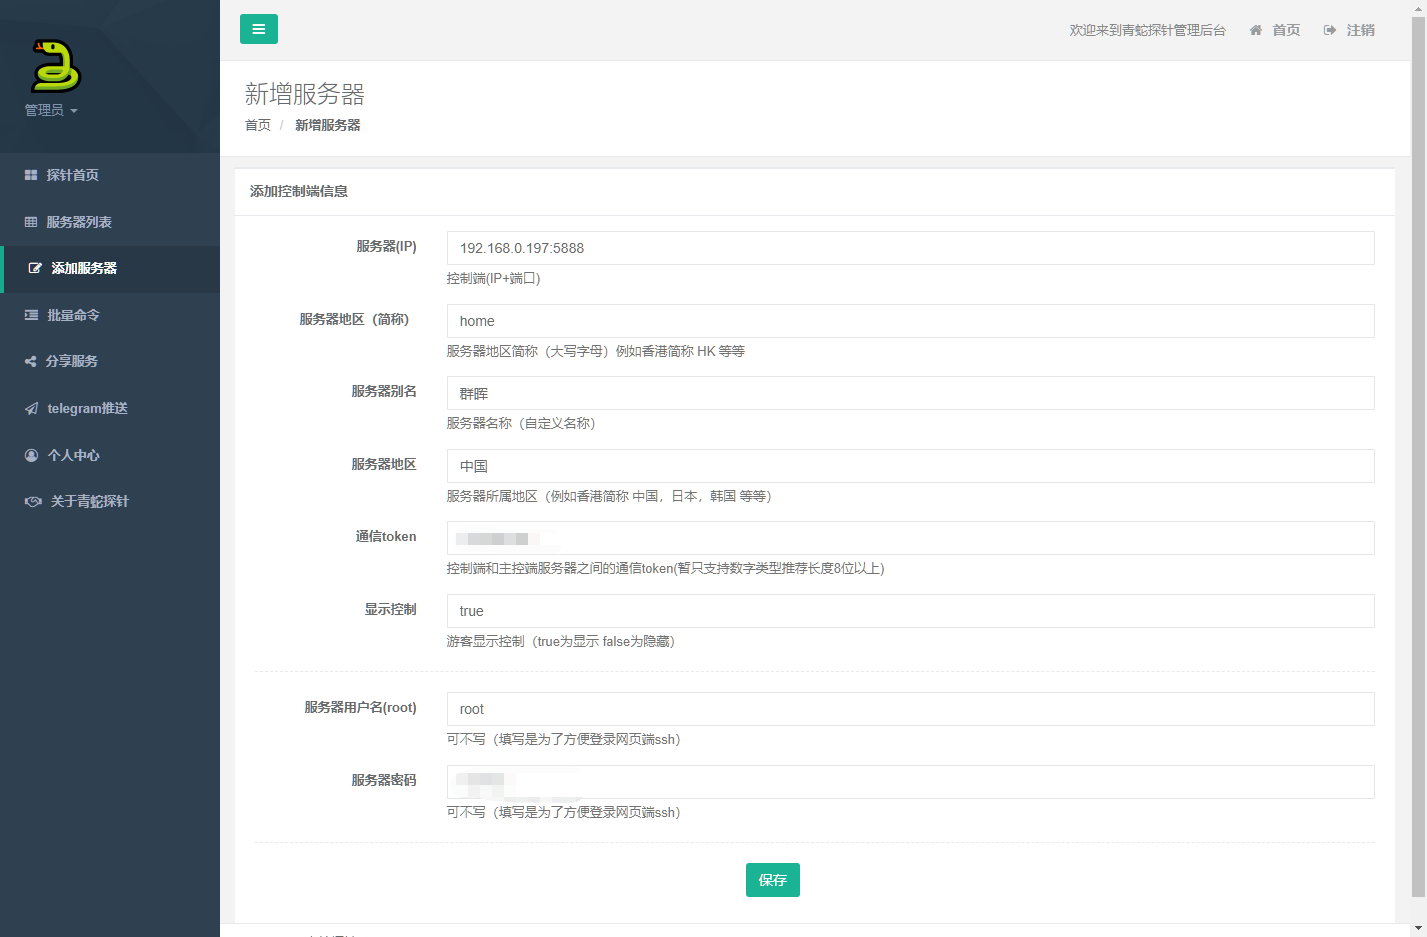 管理员
探针首页
服务器列表
添加服务器
批量命令
分享服务
telegram推送
个人中心
关于青蛇探针
欢迎来到青蛇探针管理后台 首页 注销
新增服务器
首页 / 新增服务器
添加控制端信息
服务器(IP) 192.168.0.197:5888
控制端(IP+端口)
服务器地区（简称） home
服务器地区简称（大写字母）例如香港简称 HK 等等
服务器别名 群晖
服务器名称（自定义名称）
服务器地区 中国
服务器所属地区（例如香港简称 中国，日本，韩国 等等）
通信token
控制端和主控端服务器之间的通信token(暂只支持数字类型推荐长度8位以上)
显示控制 true
游客显示控制（true为显示 false为隐藏）
服务器用户名(root) root
可不写（填写是为了方便登录网页端ssh）
服务器密码
可不写（填写是为了方便登录网页端ssh）
保存